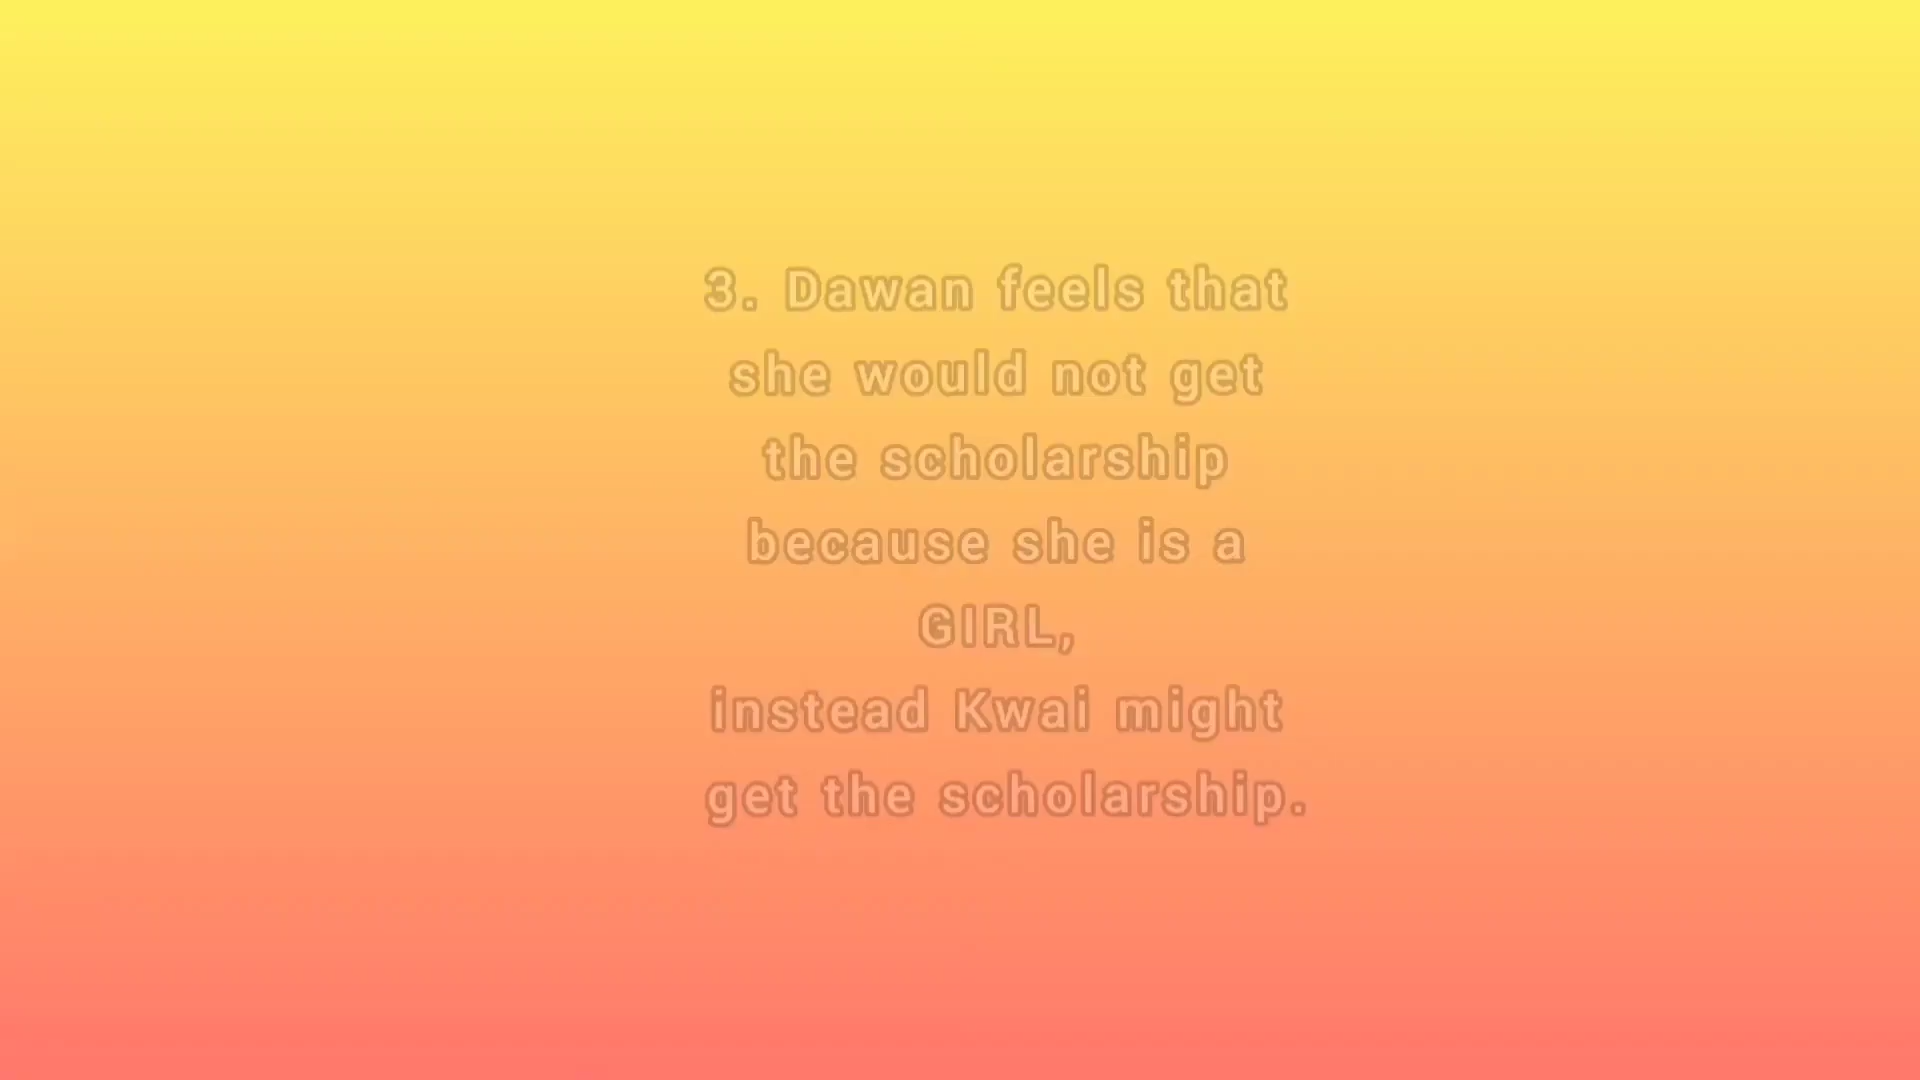 3. Dawan feels that
she would not get
the scholarship
because she is a
GIRL,
instead Kwai might
get the scholarship.